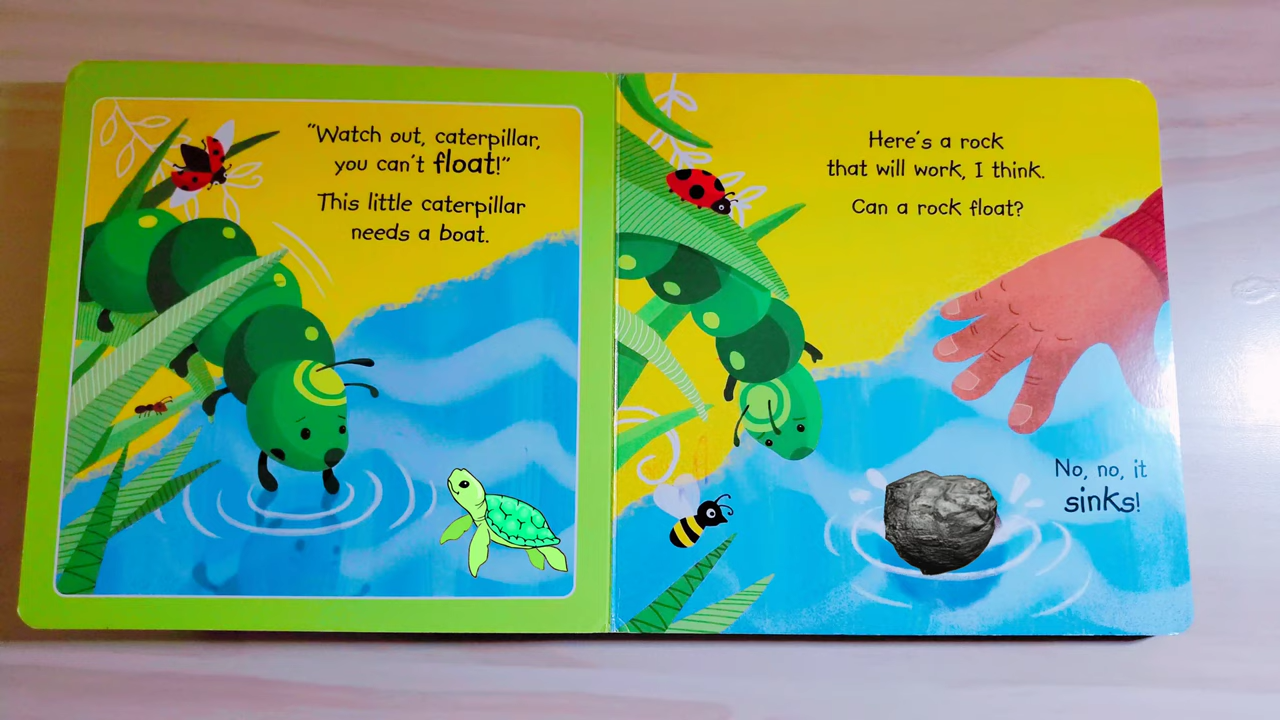 "Watch out, caterpillar,
you can't float!"
This little caterpillar
needs a boat.
Here's a rock
that will work, I think.
Can a rock float?
No, no, it
sinks!